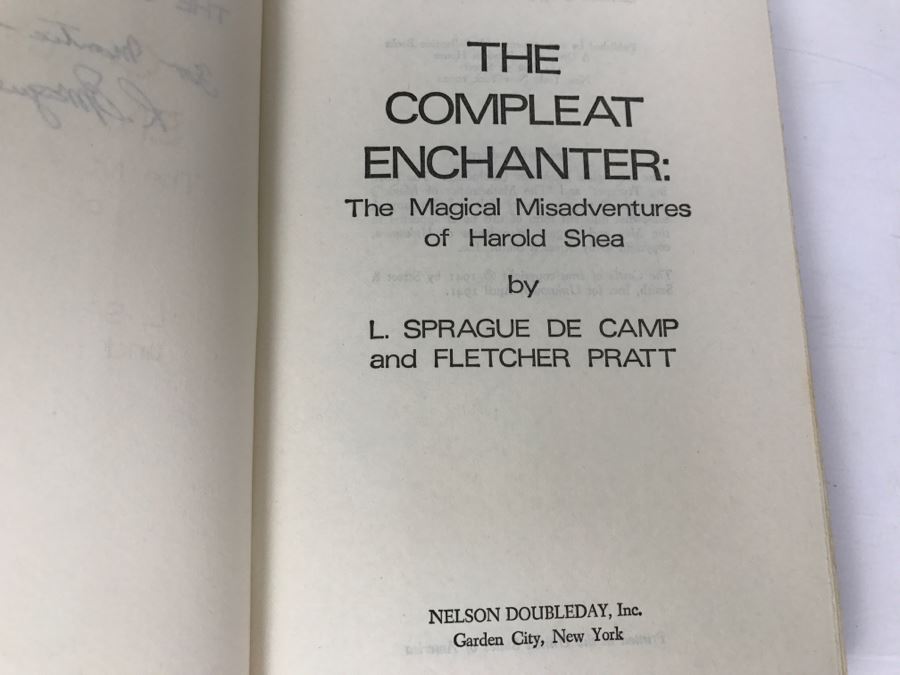 THE
COMPLEAT
ENCHANTER:
The Magical Misadventures
of Harold Shea
by
L. SPRAGUE DE CAMP
and FLETCHER PRATT
NELSON DOUBLEDAY, Inc.
Garden City, New York